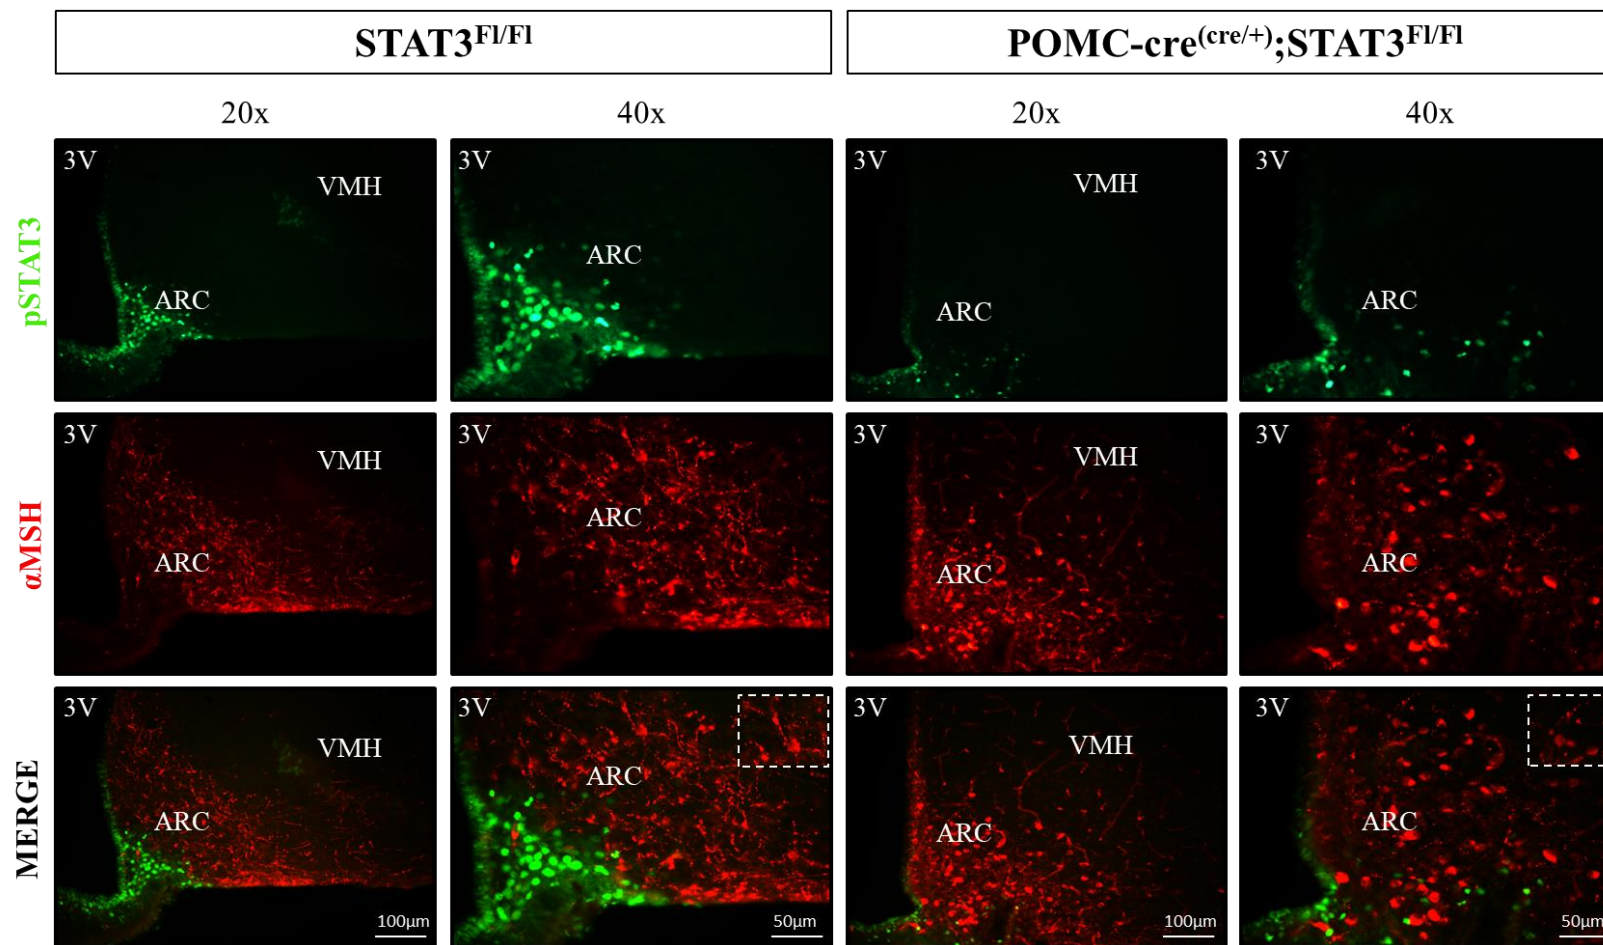 STAT3Fl/Fl POMC-cre(cre/+);STAT3Fl/Fl
20x 40x 20x 40x
pSTAT3
3V VMH ARC
3V ARC
3V VMH ARC
3V ARC
αMSH
3V VMH ARC
3V ARC
3V VMH ARC
3V ARC
MERGE
3V VMH ARC 100μm
3V ARC 50μm
3V VMH ARC 100μm
3V ARC 50μm